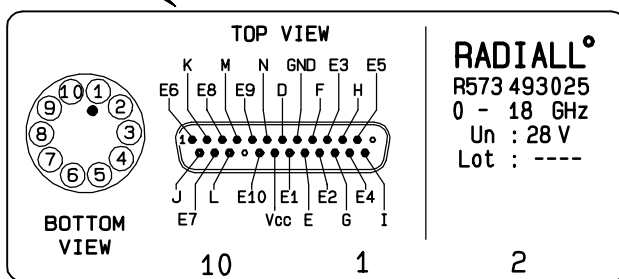 TOP VIEW
K M N GND E3 E5
E6 E8 E9 D F H
1
J L E10 E1 E2 E4
E7 Vcc E G I
10 1 2 3 4 5 6 7 8 9
BOTTOM
VIEW
10 1 2
RADIALL°
R573 493025
0 - 18 GHz
Un : 28 V
Lot : ----